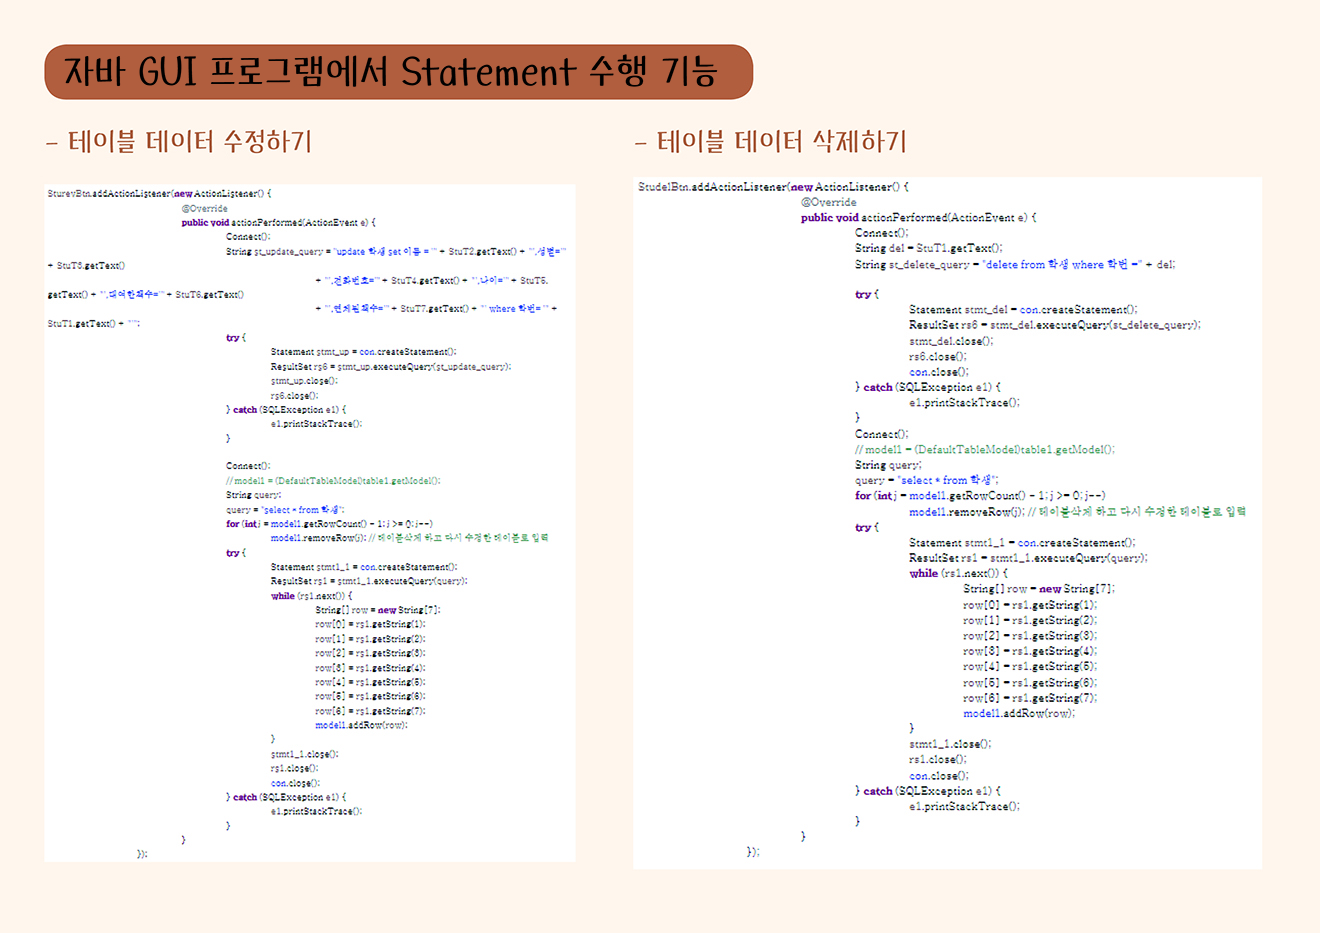 자바 GUI 프로그램에서 Statement 수행 기능
- 테이블 데이터 수정하기
SturevBtn.addActionListener(new ActionListener() {
@Override
public void actionPerformed(ActionEvent e) {
Connect();
String st_update_query = "update 학생 set 이름 = '" + StuT2.getText() + "',성별='"
+ StuT3.getText()
+ "',전화번호='" + StuT4.getText() + "',나이='" + StuT5.
getText() + "',대여한책수='" + StuT6.getText()
+ "',연체된책수='" + StuT7.getText() + "' where 학번= '" +
StuT1.getText() + "'";
try {
Statement stmt_up = con.createStatement();
ResultSet rs6 = stmt_up.executeQuery(st_update_query);
stmt_up.close();
rs6.close();
} catch (SQLException e1) {
e1.printStackTrace();
}
Connect();
// model1 = (DefaultTableModel)table1.getModel();
String query;
query = "select * from 학생";
for (int j = model1.getRowCount() - 1; j >= 0; j--)
model1.removeRow(j); // 테이블삭제 하고 다시 수정한 테이블로 입력
try {
Statement stmt1_1 = con.createStatement();
ResultSet rs1 = stmt1_1.executeQuery(query);
while (rs1.next()) {
String[] row = new String[7];
row[0] = rs1.getString(1);
row[1] = rs1.getString(2);
row[2] = rs1.getString(3);
row[3] = rs1.getString(4);
row[4] = rs1.getString(5);
row[5] = rs1.getString(6);
row[6] = rs1.getString(7);
model1.addRow(row);
}
stmt1_1.close();
rs1.close();
con.close();
} catch (SQLException e1) {
e1.printStackTrace();
}
}
});
- 테이블 데이터 삭제하기
StudelBtn.addActionListener(new ActionListener() {
@Override
public void actionPerformed(ActionEvent e) {
Connect();
String del = StuT1.getText();
String st_delete_query = "delete from 학생 where 학번 =" + del;
try {
Statement stmt_del = con.createStatement();
ResultSet rs6 = stmt_del.executeQuery(st_delete_query);
stmt_del.close();
rs6.close();
con.close();
} catch (SQLException e1) {
e1.printStackTrace();
}
Connect();
// model1 = (DefaultTableModel)table1.getModel();
String query;
query = "select * from 학생";
for (int j = model1.getRowCount() - 1; j >= 0; j--)
model1.removeRow(j); // 테이블삭제 하고 다시 수정한 테이블로 입력
try {
Statement stmt1_1 = con.createStatement();
ResultSet rs1 = stmt1_1.executeQuery(query);
while (rs1.next()) {
String[] row = new String[7];
row[0] = rs1.getString(1);
row[1] = rs1.getString(2);
row[2] = rs1.getString(3);
row[3] = rs1.getString(4);
row[4] = rs1.getString(5);
row[5] = rs1.getString(6);
row[6] = rs1.getString(7);
model1.addRow(row);
}
stmt1_1.close();
rs1.close();
con.close();
} catch (SQLException e1) {
e1.printStackTrace();
}
}
});